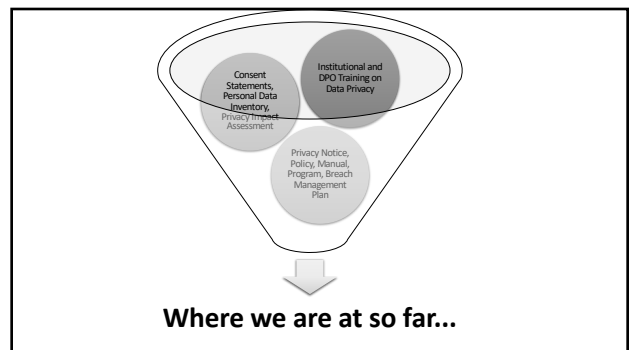 Consent
Statements,
Personal Data
Inventory,
Privacy Impact
Assessment
Institutional and
DPO Training on
Data Privacy
Privacy Notice,
Policy, Manual,
Program, Breach
Management
Plan
Where we are at so far...